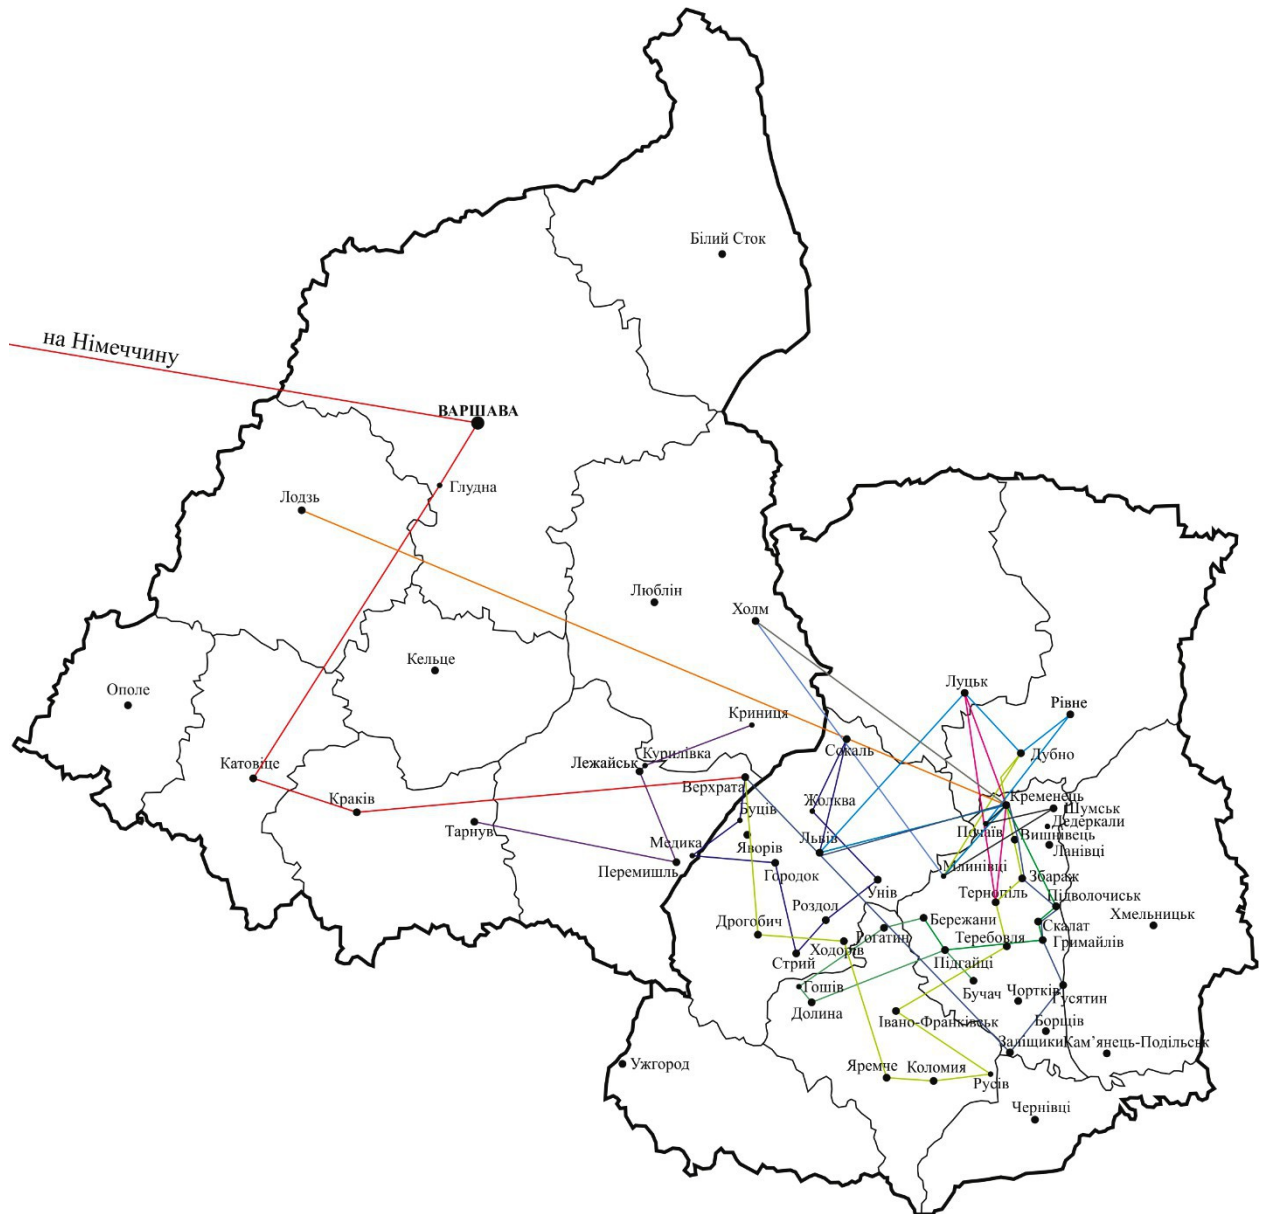 Білий Сток
на Німеччину
ВАРШАВА
Глудна
Лодзь
Люблін
Холм
Кельце
Ополе
Луцьк
Рівне
Криниця
Сокаль
Дубно
Курилівка
Лежайськ
Катовіце
Верхрата
Краків
Жолква
Кременець
Шумськ
Буців
Дедеркали
Тарнув
Почаїв
Вишнівець
Медика
Яворів
Львів
Ланівці
Перемишль
Городок
Млинівці
Збараж
Унів
Тернопіль
Підволочиськ
Роздол
Бережани
Хмельницьк
Дрогобич
Рогатин
Скалат
Ходорів
Теребовля
Гримайлів
Стрий
Підгайці
Гошів
Бучач
Чортків
Гусятин
Долина
Івано-Франківськ
Борщів
Заліщики
Кам’янець-Подільськ
Ужгород
Яремче
Коломия
Русів
Чернівці